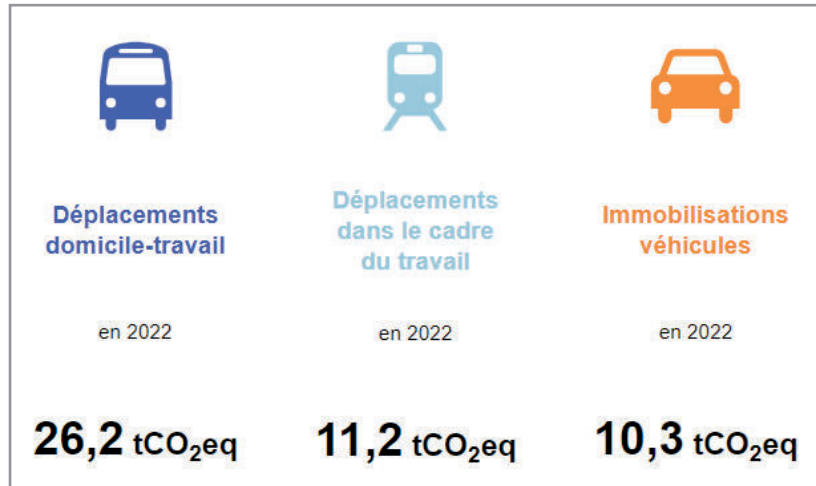 Déplacements
domicile-travail
en 2022
26,2 tCO₂eq
Déplacements
dans le cadre
du travail
en 2022
11,2 tCO₂eq
Immobilisations
véhicules
en 2022
10,3 tCO₂eq